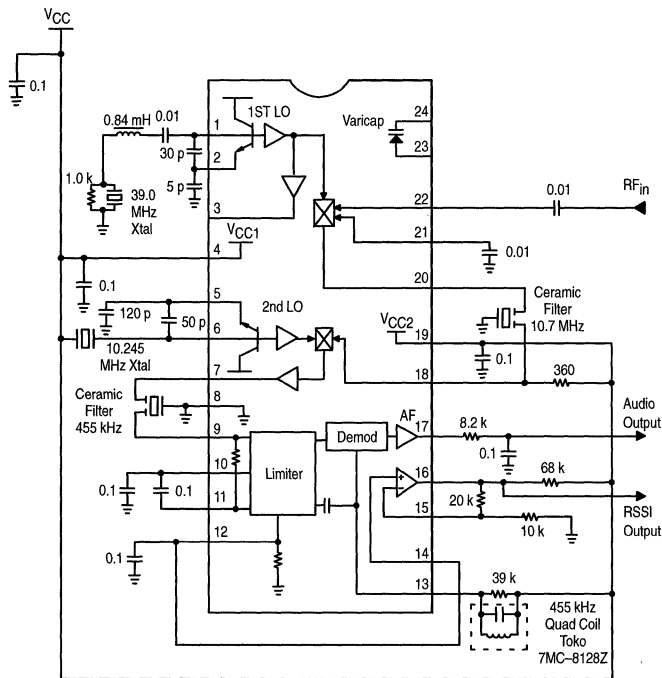 VCC
0.1
0.84 mH
0.01
1.0 k
39.0
MHz
Xtal
30 p
5 p
1
2
3
1ST LO
Varicap
24
23
22
0.01
RFin
21
0.01
4
VCC1
0.1
20
5
120 p
50 p
2nd LO
VCC2
19
0.1
Ceramic
Filter
10.7 MHz
6
10.245
MHz Xtal
18
360
7
Ceramic
Filter
455 kHz
8
9
AF
17
8.2 k
0.1
Audio
Output
Demod
Limiter
10
0.1
0.1
11
16
68 k
20 k
RSSI
Output
15
10 k
12
0.1
14
13
39 k
455 kHz
Quad Coil
Toko
7MC–8128Z
+
-